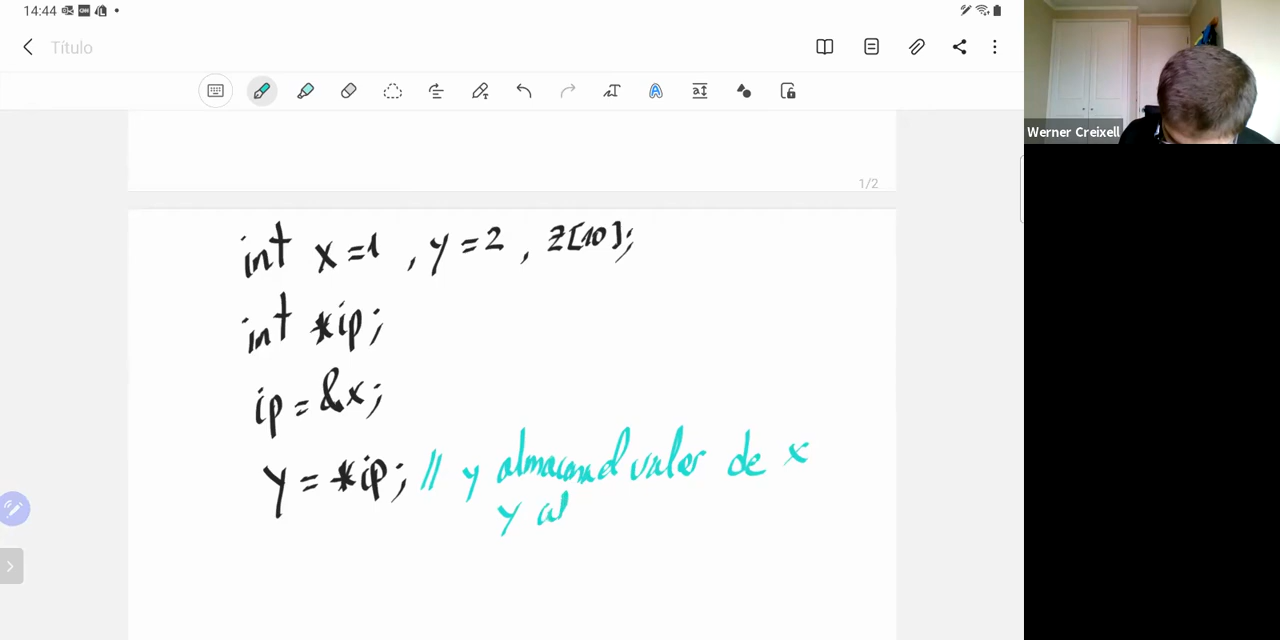 14:44
Título
Werner Creixell
1/2
int x=1 , y=2 , z[10];
int *ip;
ip = &x;
y = *ip; // y almacena el valor de x
y al